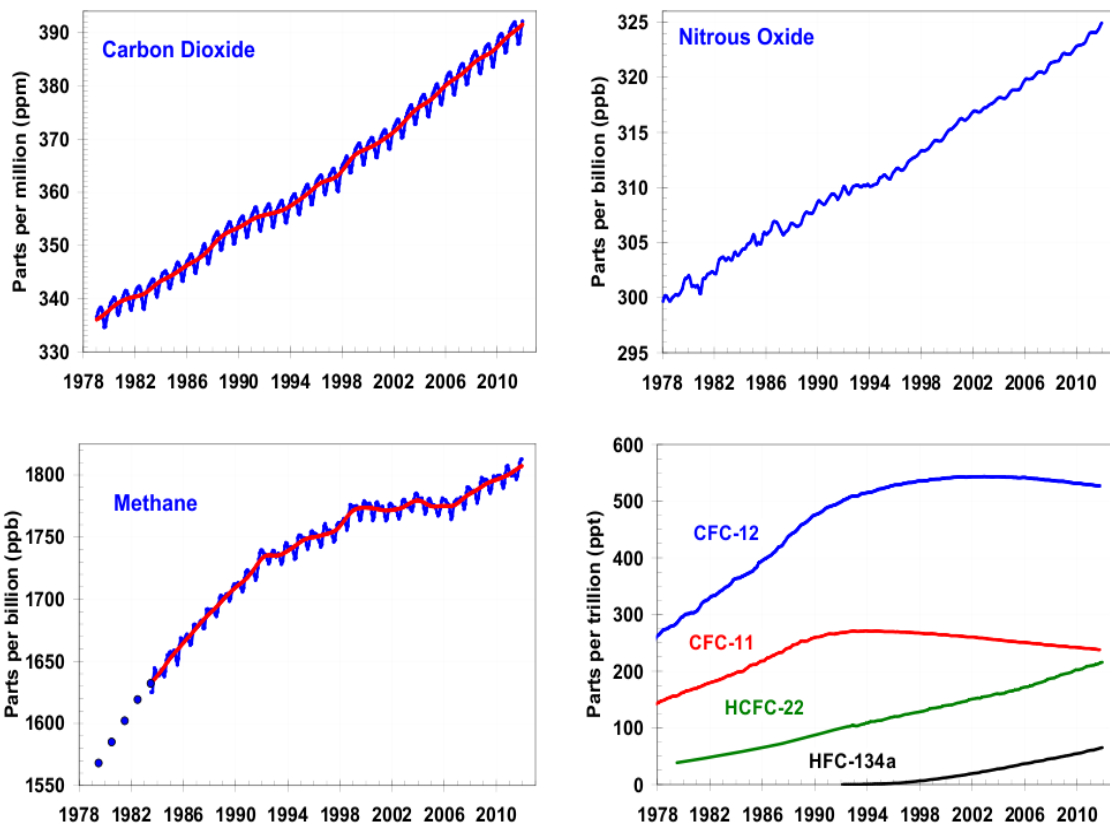 Carbon Dioxide
Parts per million (ppm)
390
380
370
360
350
340
330
1978 1982 1986 1990 1994 1998 2002 2006 2010
Nitrous Oxide
Parts per billion (ppb)
325
320
315
310
305
300
295
1978 1982 1986 1990 1994 1998 2002 2006 2010
Methane
Parts per billion (ppb)
1800
1750
1700
1650
1600
1550
1978 1982 1986 1990 1994 1998 2002 2006 2010
Parts per trillion (ppt)
600
500
400
300
200
100
0
CFC-12
CFC-11
HCFC-22
HFC-134a
1978 1982 1986 1990 1994 1998 2002 2006 2010